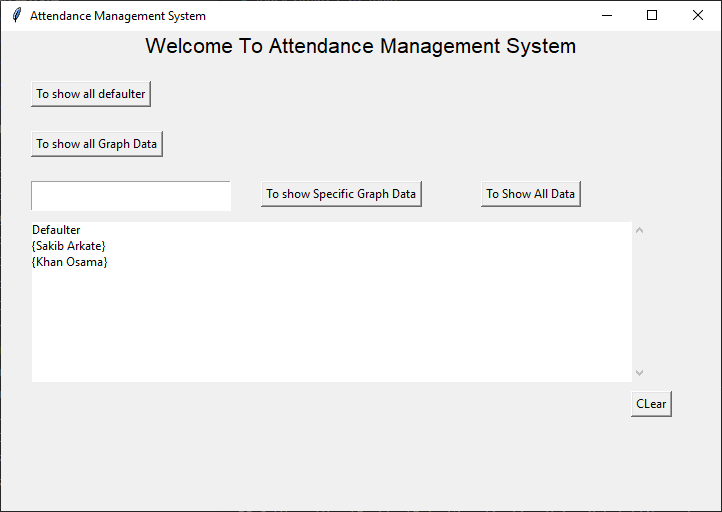 Attendance Management System
Welcome To Attendance Management System
To show all defaulter
To show all Graph Data
To show Specific Graph Data
To Show All Data
Defaulter
{Sakib Arkate}
{Khan Osama}
CLear